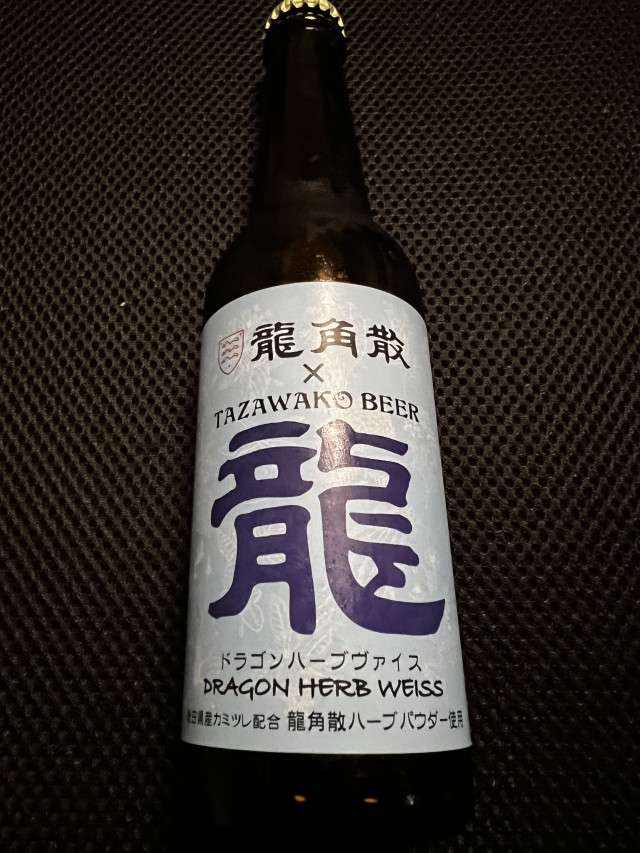 龍角散
×
TAZAWAKO BEER
龍
ドラゴンハーブヴァイス
DRAGON HERB WEISS
秋田県産カミツレ配合 龍角散ハーブパウダー使用